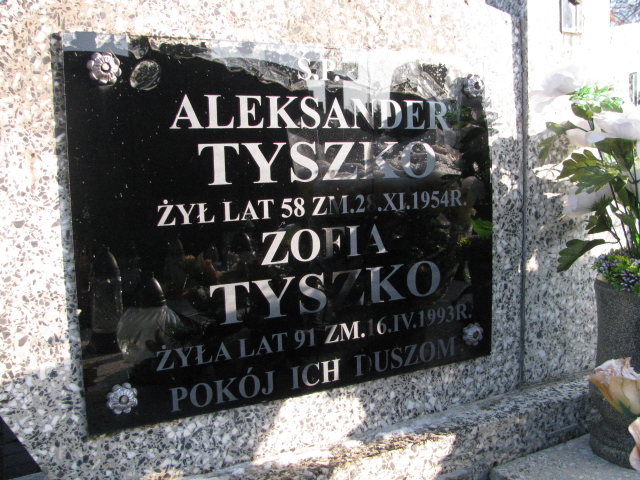 Ś.P.
ALEKSANDER
TYSZKO
ŻYŁ LAT 58 ZM.28.XI.1954R.
ZOFIA
TYSZKO
ŻYŁA LAT 91 ZM.16.IV.1993R.
POKÓJ ICH DUSZOM